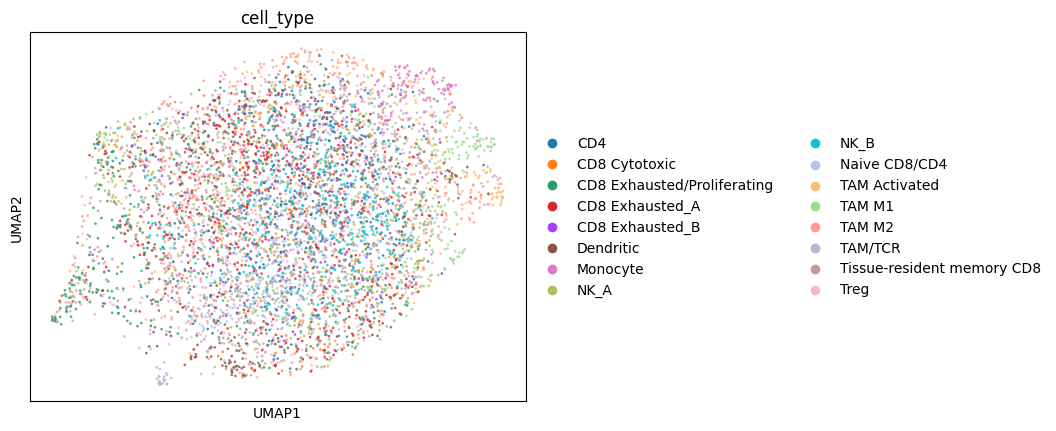 cell_type
UMAP2
UMAP1
CD4
CD8 Cytotoxic
CD8 Exhausted/Proliferating
CD8 Exhausted_A
CD8 Exhausted_B
Dendritic
Monocyte
NK_A
NK_B
Naive CD8/CD4
TAM Activated
TAM M1
TAM M2
TAM/TCR
Tissue-resident memory CD8
Treg